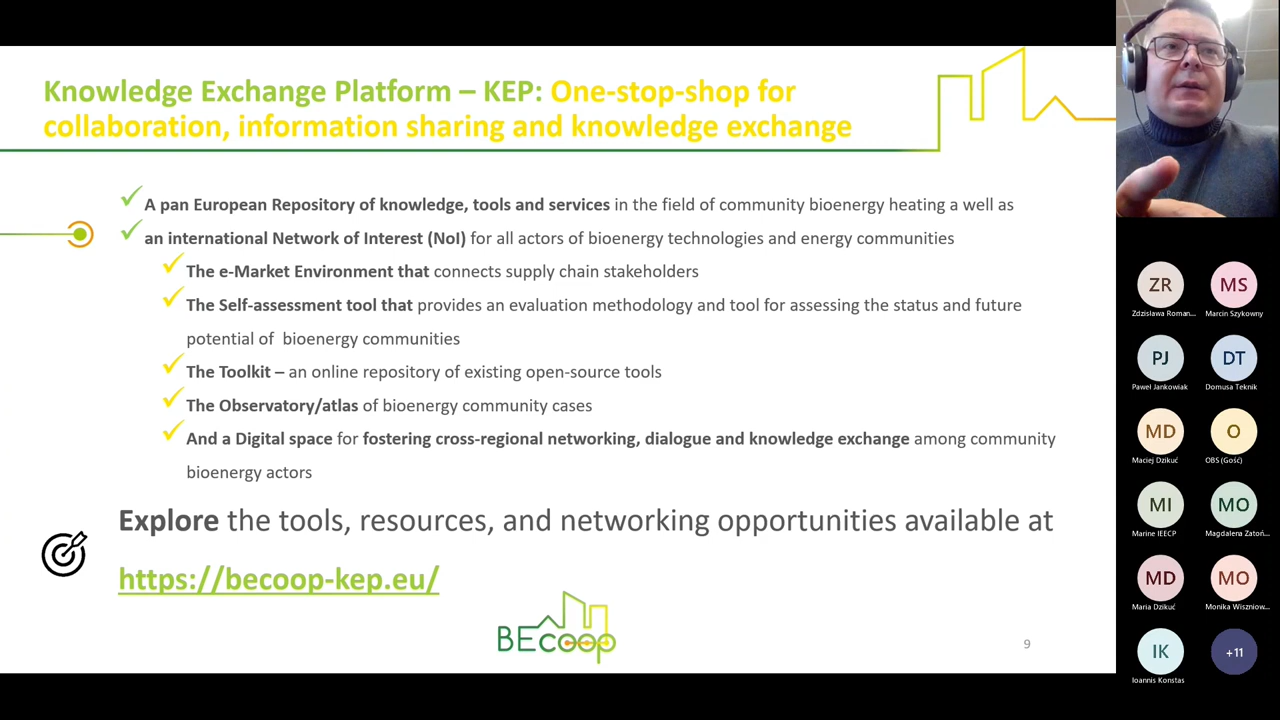 Knowledge Exchange Platform – KEP: One-stop-shop for
collaboration, information sharing and knowledge exchange
A pan European Repository of knowledge, tools and services in the field of community bioenergy heating a well as
an international Network of Interest (NoI) for all actors of bioenergy technologies and energy communities
The e-Market Environment that connects supply chain stakeholders
The Self-assessment tool that provides an evaluation methodology and tool for assessing the status and future
potential of bioenergy communities
The Toolkit – an online repository of existing open-source tools
The Observatory/atlas of bioenergy community cases
And a Digital space for fostering cross-regional networking, dialogue and knowledge exchange among community
bioenergy actors
Explore the tools, resources, and networking opportunities available at
https://becoop-kep.eu/
BEcoop
9
ZR
MS
Zdzisława Roman...
Marcin Szykowny
PJ
DT
Paweł Jankowiak
Domusa Teknik
MD
O
Maciej Dzikuć
OBS (Gość)
MI
MO
Marine IEECP
Magdalena Zatoń...
MD
MO
Maria Dzikuć
Monika Wiszniow...
IK
+11
Ioannis Konstas